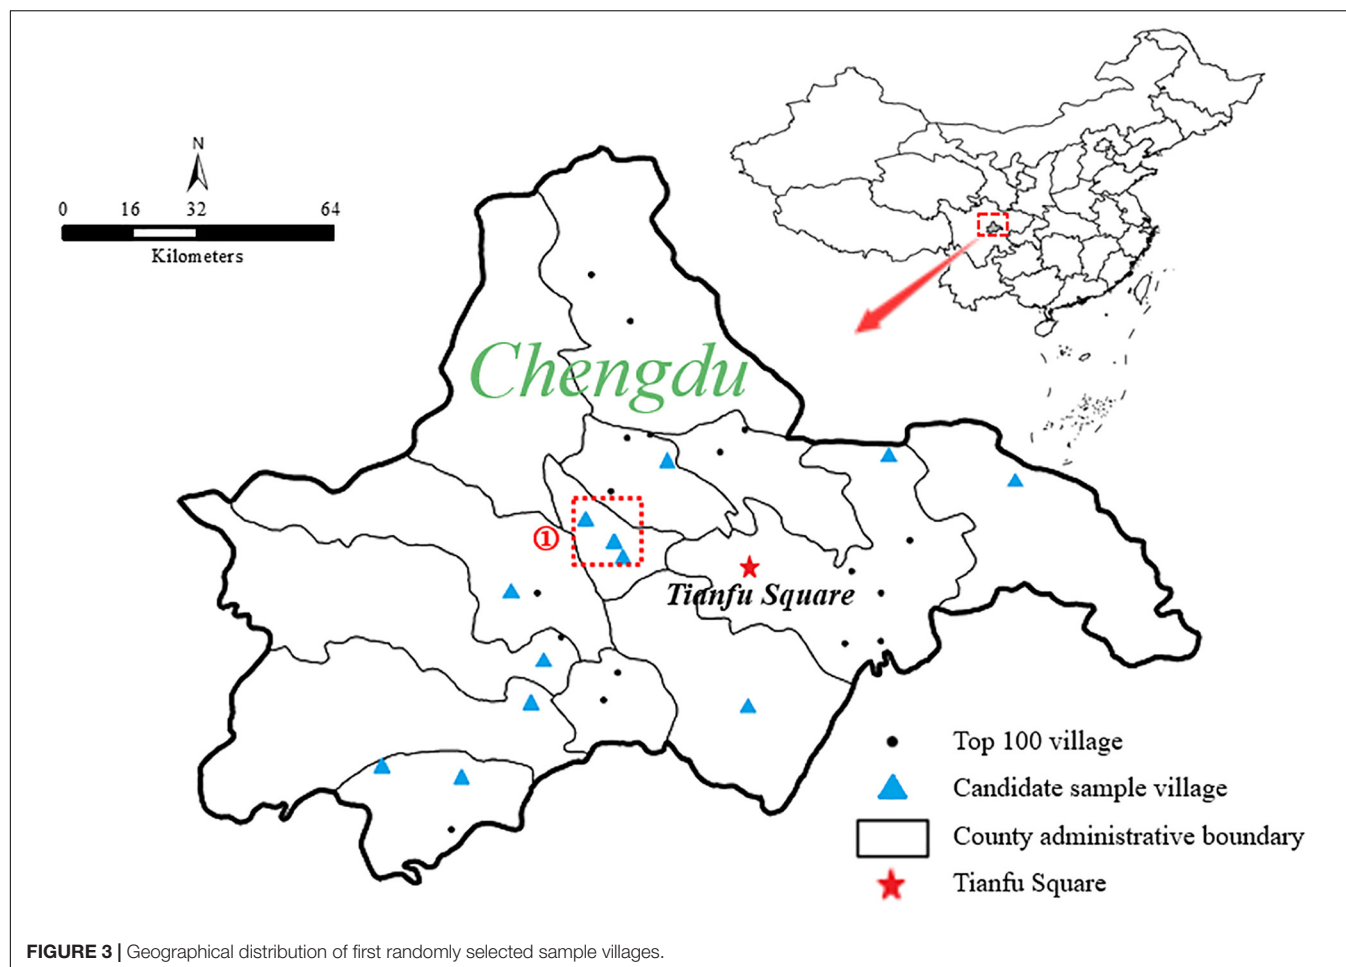 N
0 16 32 64
Kilometers
Chengdu
①
Tianfu Square
Top 100 village
Candidate sample village
County administrative boundary
Tianfu Square
FIGURE 3 | Geographical distribution of first randomly selected sample villages.